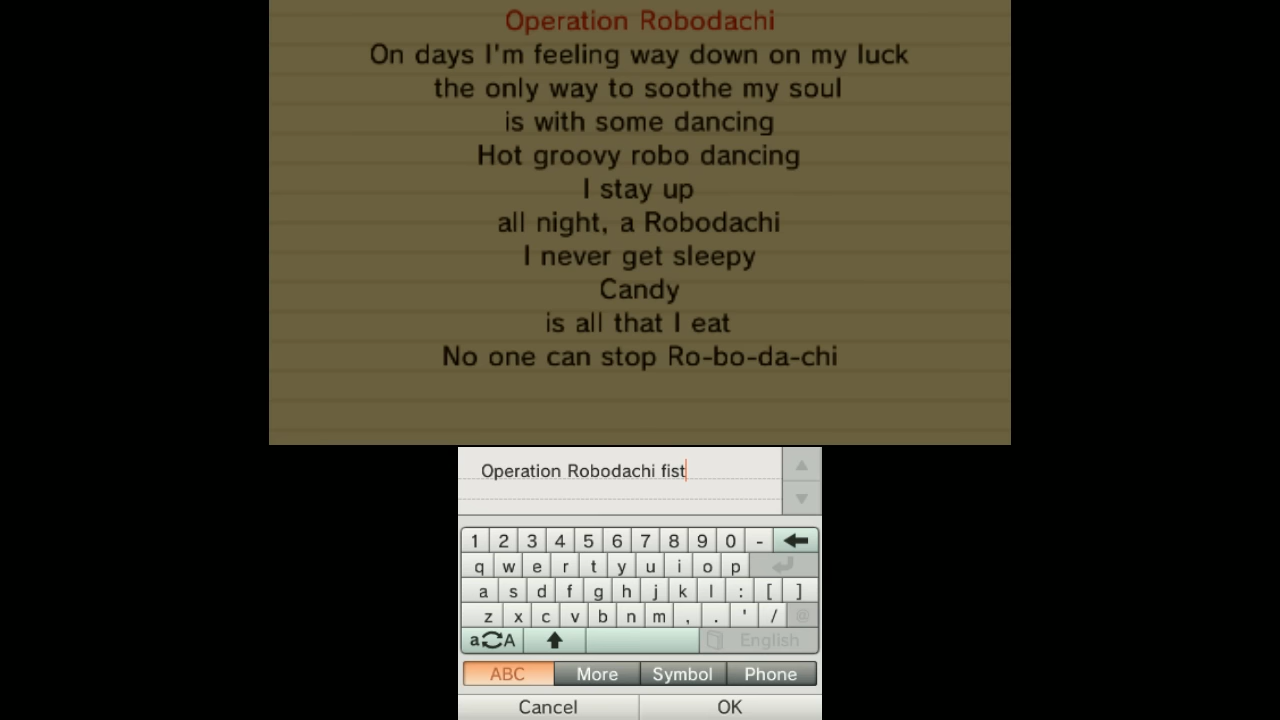 Operation Robodachi
On days I'm feeling way down on my luck
the only way to soothe my soul
is with some dancing
Hot groovy robo dancing
I stay up
all night, a Robodachi
I never get sleepy
Candy
is all that I eat
No one can stop Ro-bo-da-chi
Operation Robodachi fist
1 2 3 4 5 6 7 8 9 0 -
q w e r t y u i o p
a s d f g h j k l : [ ]
z x c v b n m , . ' / @
a A English
ABC More Symbol Phone
Cancel OK